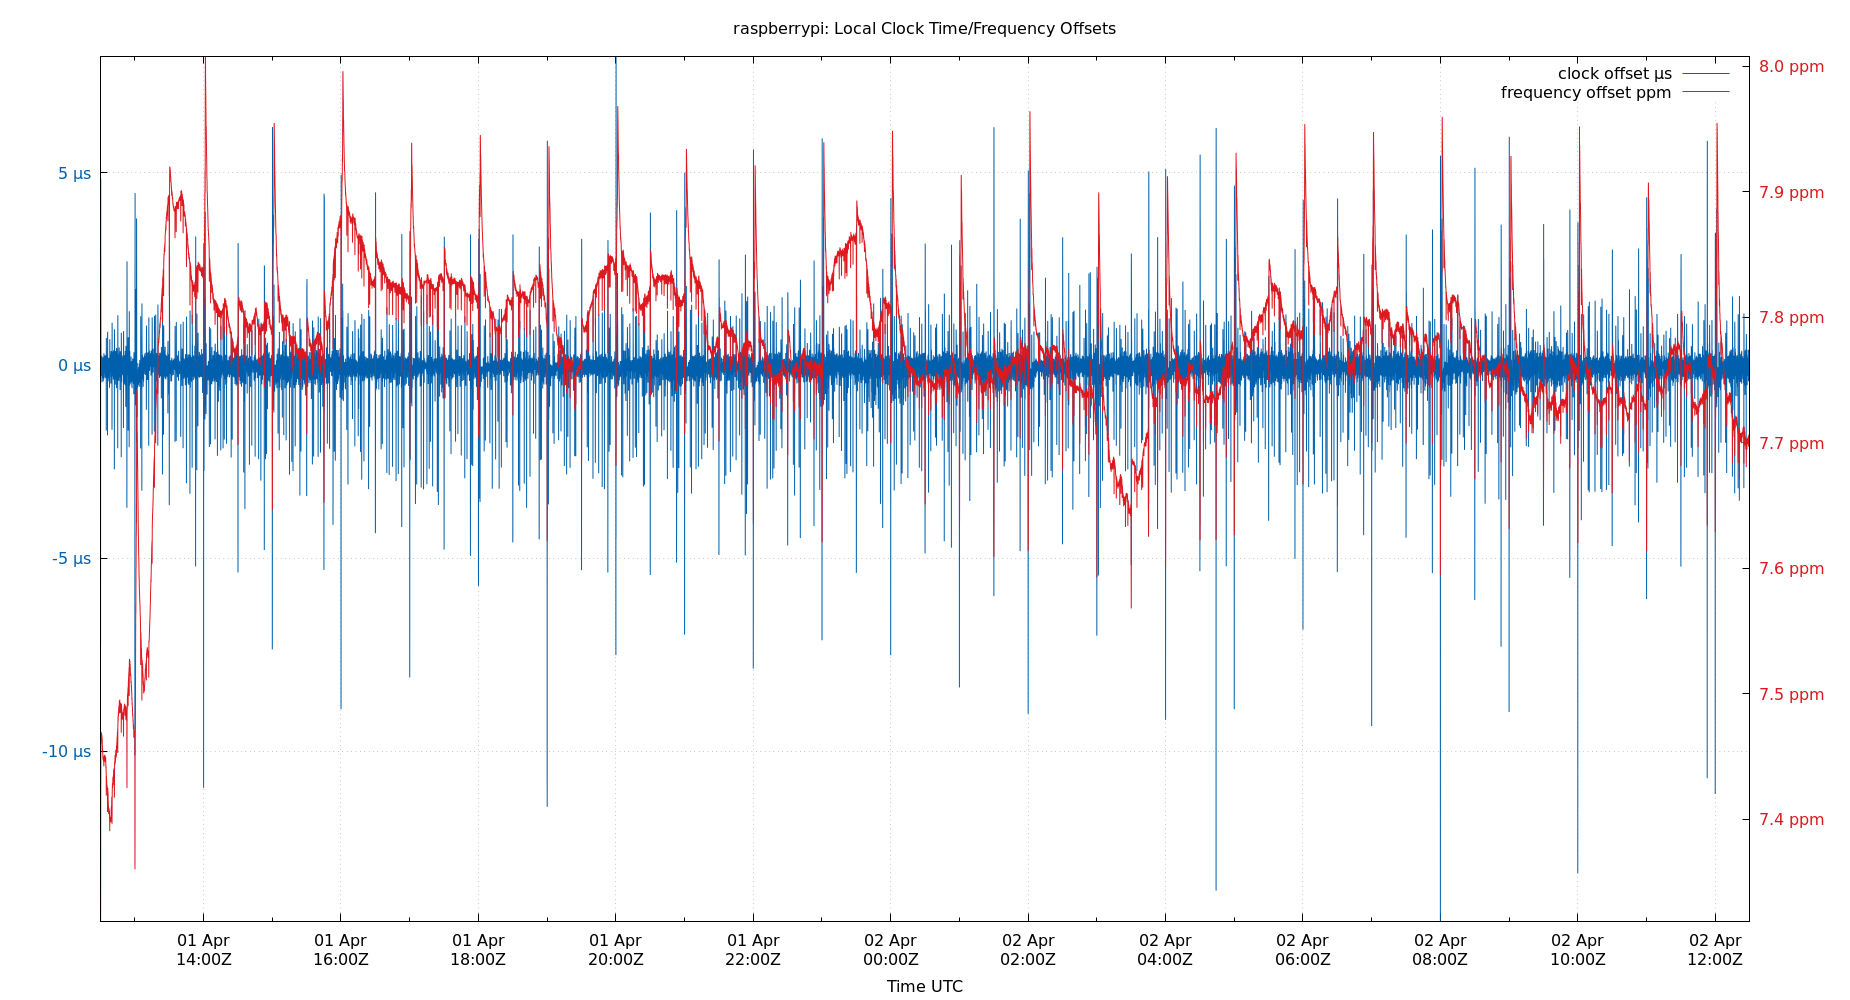 raspberrypi: Local Clock Time/Frequency Offsets
clock offset µs
frequency offset ppm
5 µs
0 µs
-5 µs
-10 µs
8.0 ppm
7.9 ppm
7.8 ppm
7.7 ppm
7.6 ppm
7.5 ppm
7.4 ppm
01 Apr
14:00Z
01 Apr
16:00Z
01 Apr
18:00Z
01 Apr
20:00Z
01 Apr
22:00Z
02 Apr
00:00Z
02 Apr
02:00Z
02 Apr
04:00Z
02 Apr
06:00Z
02 Apr
08:00Z
02 Apr
10:00Z
02 Apr
12:00Z
Time UTC